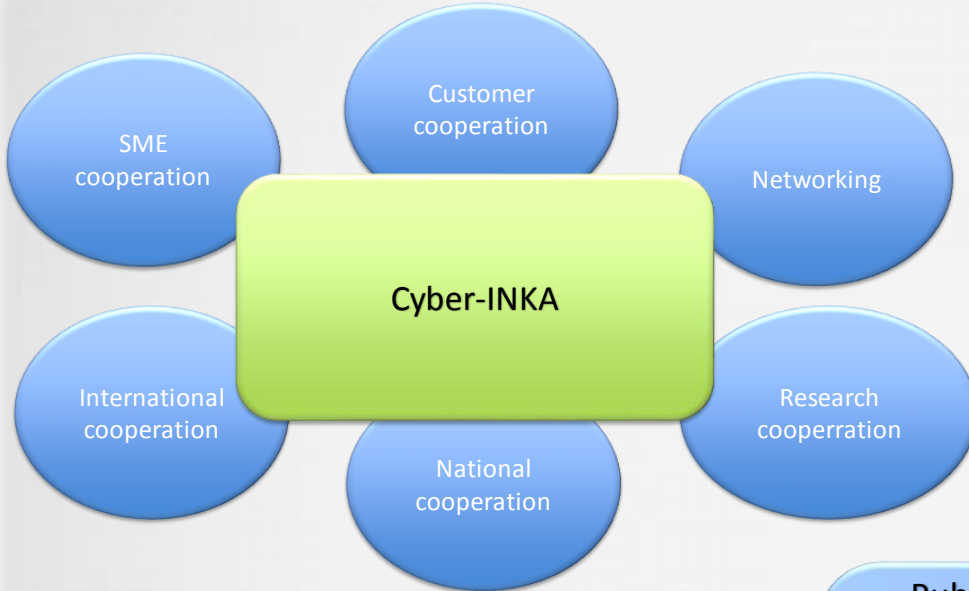 Customer
cooperation
SME
cooperation
Networking
Cyber-INKA
International
cooperation
Research
cooperration
National
cooperation